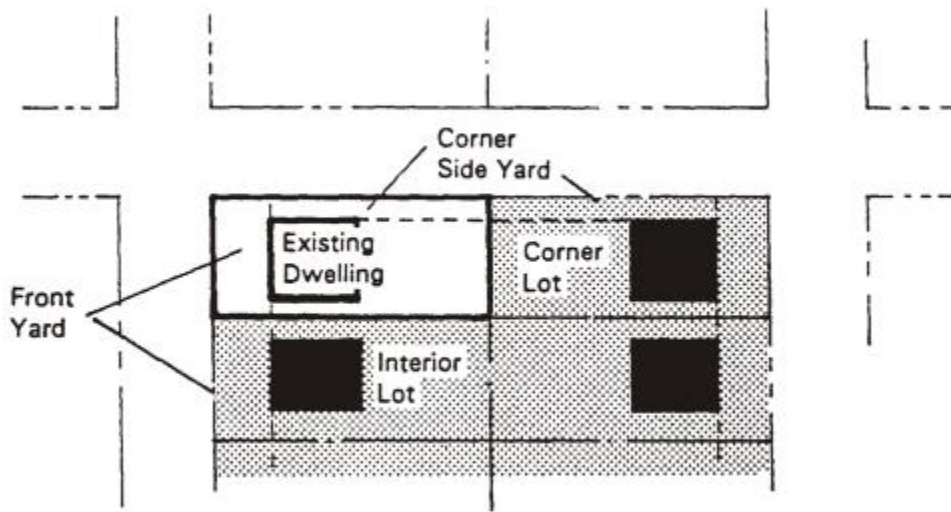 Corner
Side Yard
Existing
Dwelling
Corner
Lot
Front
Yard
Interior
Lot